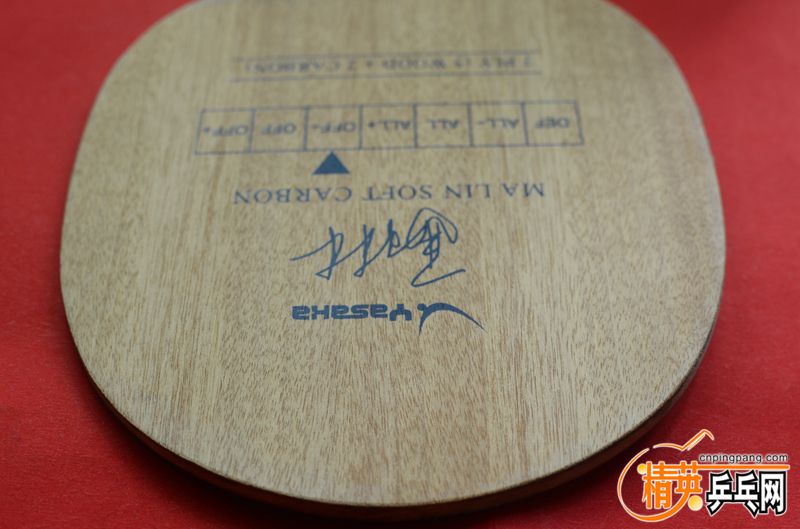 Yasaka
MA LIN SOFT CARBON
DEF ALL- ALL ALL+ OFF- OFF OFF+
7 PLY (5 WOOD + 2 CARBON)
cnpingpang.com
精英乒乓网